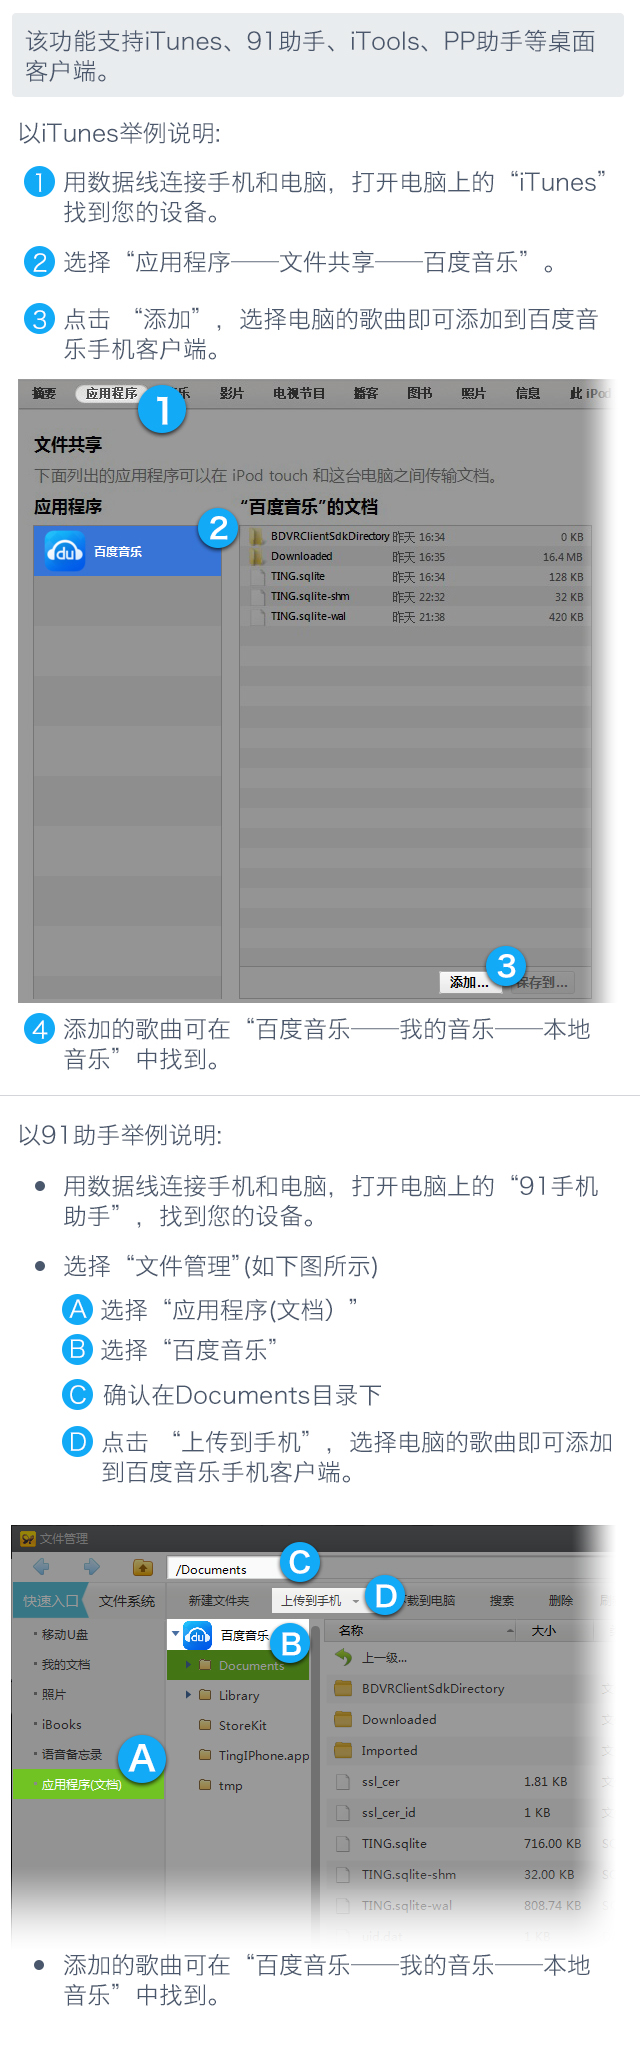 该功能支持iTunes、91助手、iTools、PP助手等桌面
客户端。
以iTunes举例说明:
1 用数据线连接手机和电脑，打开电脑上的“iTunes”
找到您的设备。
2 选择“应用程序——文件共享——百度音乐”。
3 点击 “添加”，选择电脑的歌曲即可添加到百度音
乐手机客户端。
摘要 应用程序 乐 影片 电视节目 播客 图书 照片 信息 此 iPod
1
文件共享
下面列出的应用程序可以在 iPod touch 和这台电脑之间传输文档。
应用程序 2 “百度音乐”的文档
百度音乐
BDVRClientSdkDirectory 昨天 16:34 0 KB
Downloaded 昨天 16:35 16.4 MB
TING.sqlite 昨天 16:34 128 KB
TING.sqlite-shm 昨天 22:32 32 KB
TING.sqlite-wal 昨天 21:38 420 KB
添加... 3 保存到...
4 添加的歌曲可在“百度音乐——我的音乐——本地
音乐”中找到。
以91助手举例说明:
• 用数据线连接手机和电脑，打开电脑上的“91手机
助手”，找到您的设备。
• 选择“文件管理”(如下图所示)
A 选择“应用程序(文档）”
B 选择“百度音乐”
C 确认在Documents目录下
D 点击 “上传到手机”，选择电脑的歌曲即可添加
到百度音乐手机客户端。
文件管理
/Documents C
快速入口 文件系统 新建文件夹 上传到手机 D 载到电脑 搜索 删除
移动U盘 百度音乐 B 名称 大小
我的文档 Documents 上一级...
照片 Library BDVRClientSdkDirectory
iBooks StoreKit Downloaded
语音备忘录 A TingIPhone.app Imported
应用程序(文档) tmp ssl_cer 1.81 KB
ssl_cer_id 1 KB
TING.sqlite 716.00 KB
TING.sqlite-shm 32.00 KB
TING.sqlite-wal 808.74 KB
• 添加的歌曲可在“百度音乐——我的音乐——本地
音乐”中找到。